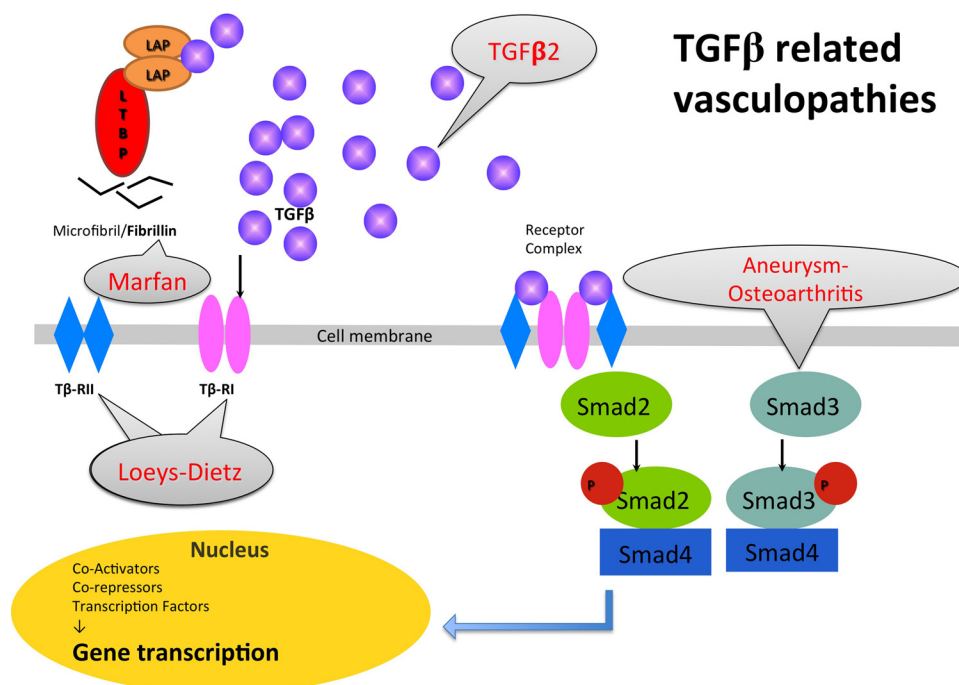 TGFβ related
vasculopathies
LAP
LAP
L
T
B
P
TGFβ2
TGFβ
Microfibril/Fibrillin
Marfan
Receptor
Complex
Aneurysm-
Osteoarthritis
Cell membrane
Tβ-RII
Tβ-RI
Loeys-Dietz
Smad2
Smad3
P
Smad2
Smad3
P
Smad4
Smad4
Nucleus
Co-Activators
Co-repressors
Transcription Factors
↓
Gene transcription